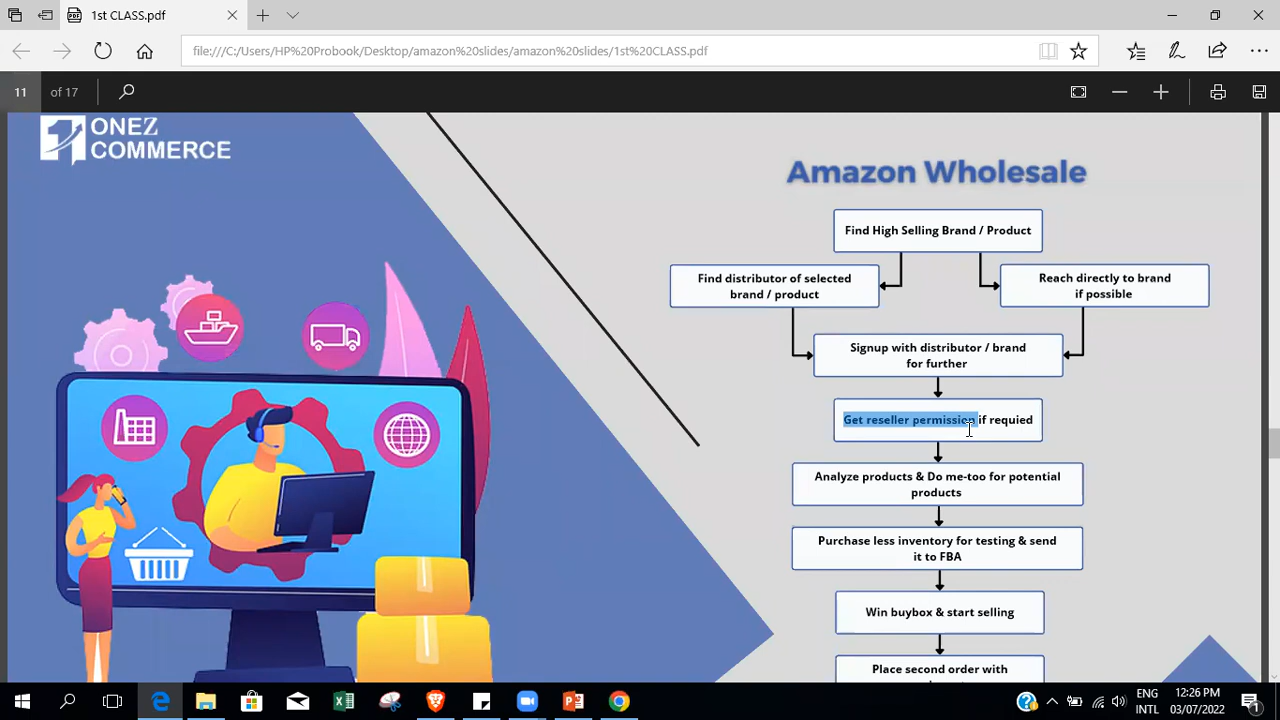 1st CLASS.pdf
file:///C:/Users/HP%20Probook/Desktop/amazon%20slides/amazon%20slides/1st%20CLASS.pdf
11 of 17
ONEZ
COMMERCE
Amazon Wholesale
Find High Selling Brand / Product
Find distributor of selected
brand / product
Reach directly to brand
if possible
Signup with distributor / brand
for further
Get reseller permission if requied
Analyze products & Do me-too for potential
products
Purchase less inventory for testing & send
it to FBA
Win buybox & start selling
Place second order with
ENG
INTL
12:26 PM
03/07/2022